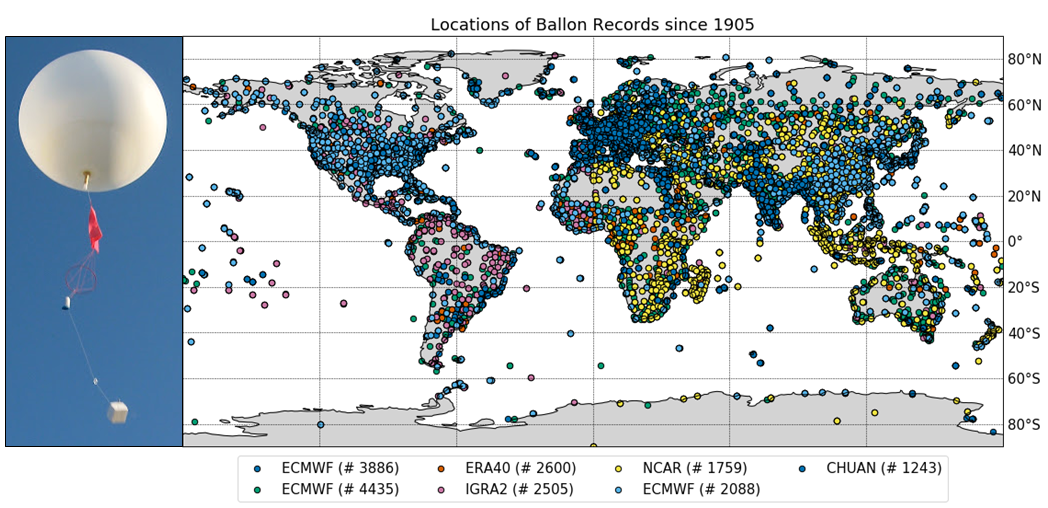 Locations of Ballon Records since 1905
80°N
60°N
40°N
20°N
0°
20°S
40°S
60°S
80°S
ECMWF (# 3886)
ERA40 (# 2600)
NCAR (# 1759)
CHUAN (# 1243)
ECMWF (# 4435)
IGRA2 (# 2505)
ECMWF (# 2088)